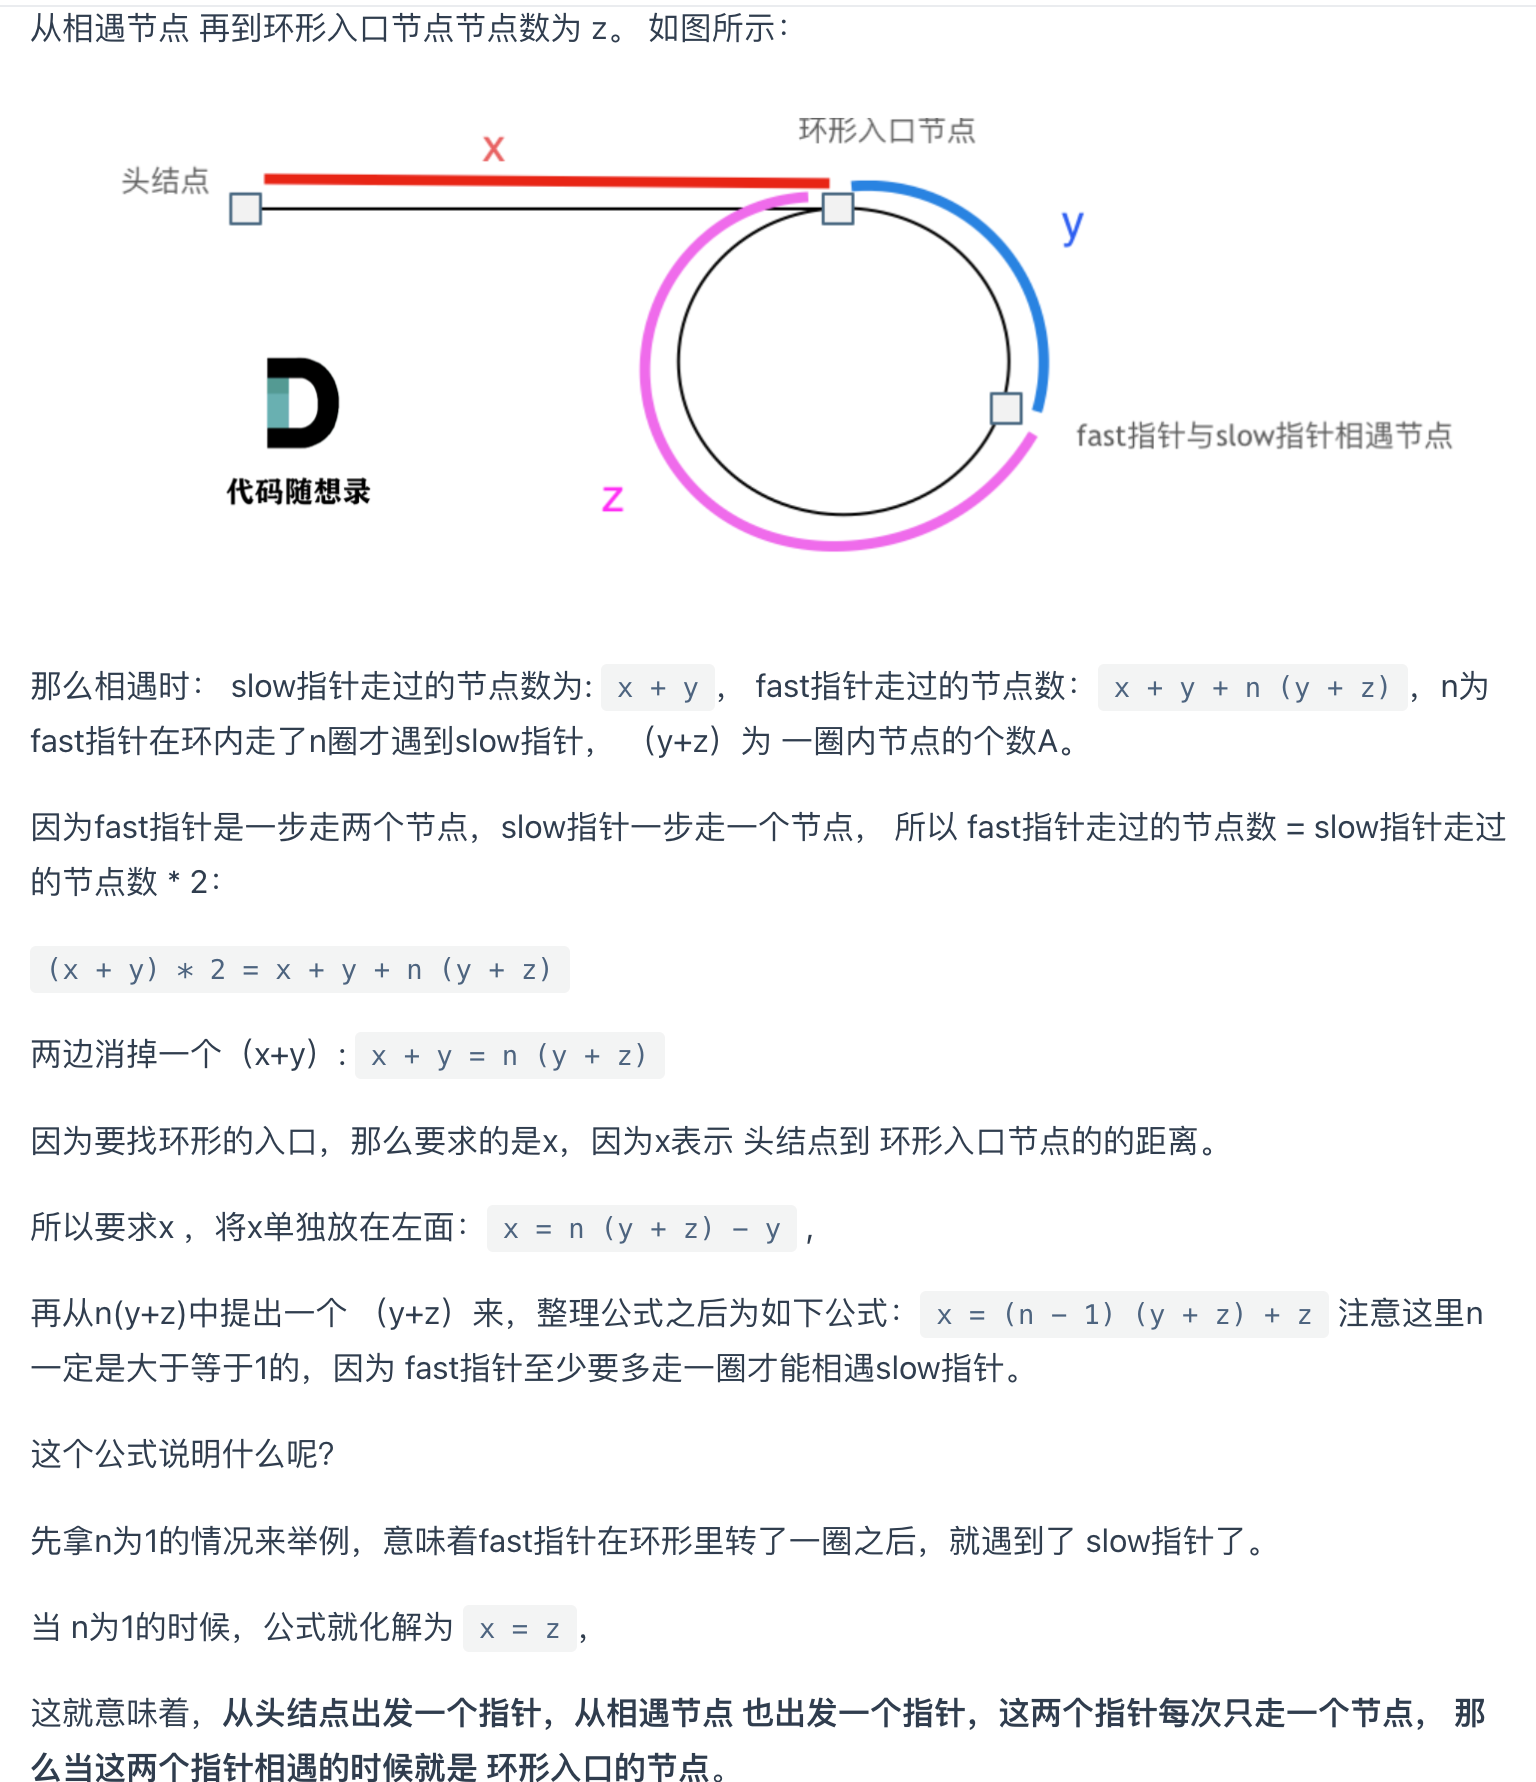 从相遇节点 再到环形入口节点节点数为 z。 如图所示：
环形入口节点
x
头结点
y
fast指针与slow指针相遇节点
z
代码随想录
那么相遇时： slow指针走过的节点数为: x + y ， fast指针走过的节点数： x + y + n (y + z) ，n为
fast指针在环内走了n圈才遇到slow指针， （y+z）为 一圈内节点的个数A。
因为fast指针是一步走两个节点，slow指针一步走一个节点， 所以 fast指针走过的节点数 = slow指针走过
的节点数 * 2：
(x + y) * 2 = x + y + n (y + z)
两边消掉一个（x+y）: x + y = n (y + z)
因为要找环形的入口，那么要求的是x，因为x表示 头结点到 环形入口节点的的距离。
所以要求x ，将x单独放在左面： x = n (y + z) - y ,
再从n(y+z)中提出一个 （y+z）来，整理公式之后为如下公式： x = (n - 1) (y + z) + z 注意这里n
一定是大于等于1的，因为 fast指针至少要多走一圈才能相遇slow指针。
这个公式说明什么呢?
先拿n为1的情况来举例，意味着fast指针在环形里转了一圈之后，就遇到了 slow指针了。
当 n为1的时候，公式就化解为 x = z ，
这就意味着，从头结点出发一个指针，从相遇节点 也出发一个指针，这两个指针每次只走一个节点， 那
么当这两个指针相遇的时候就是 环形入口的节点。